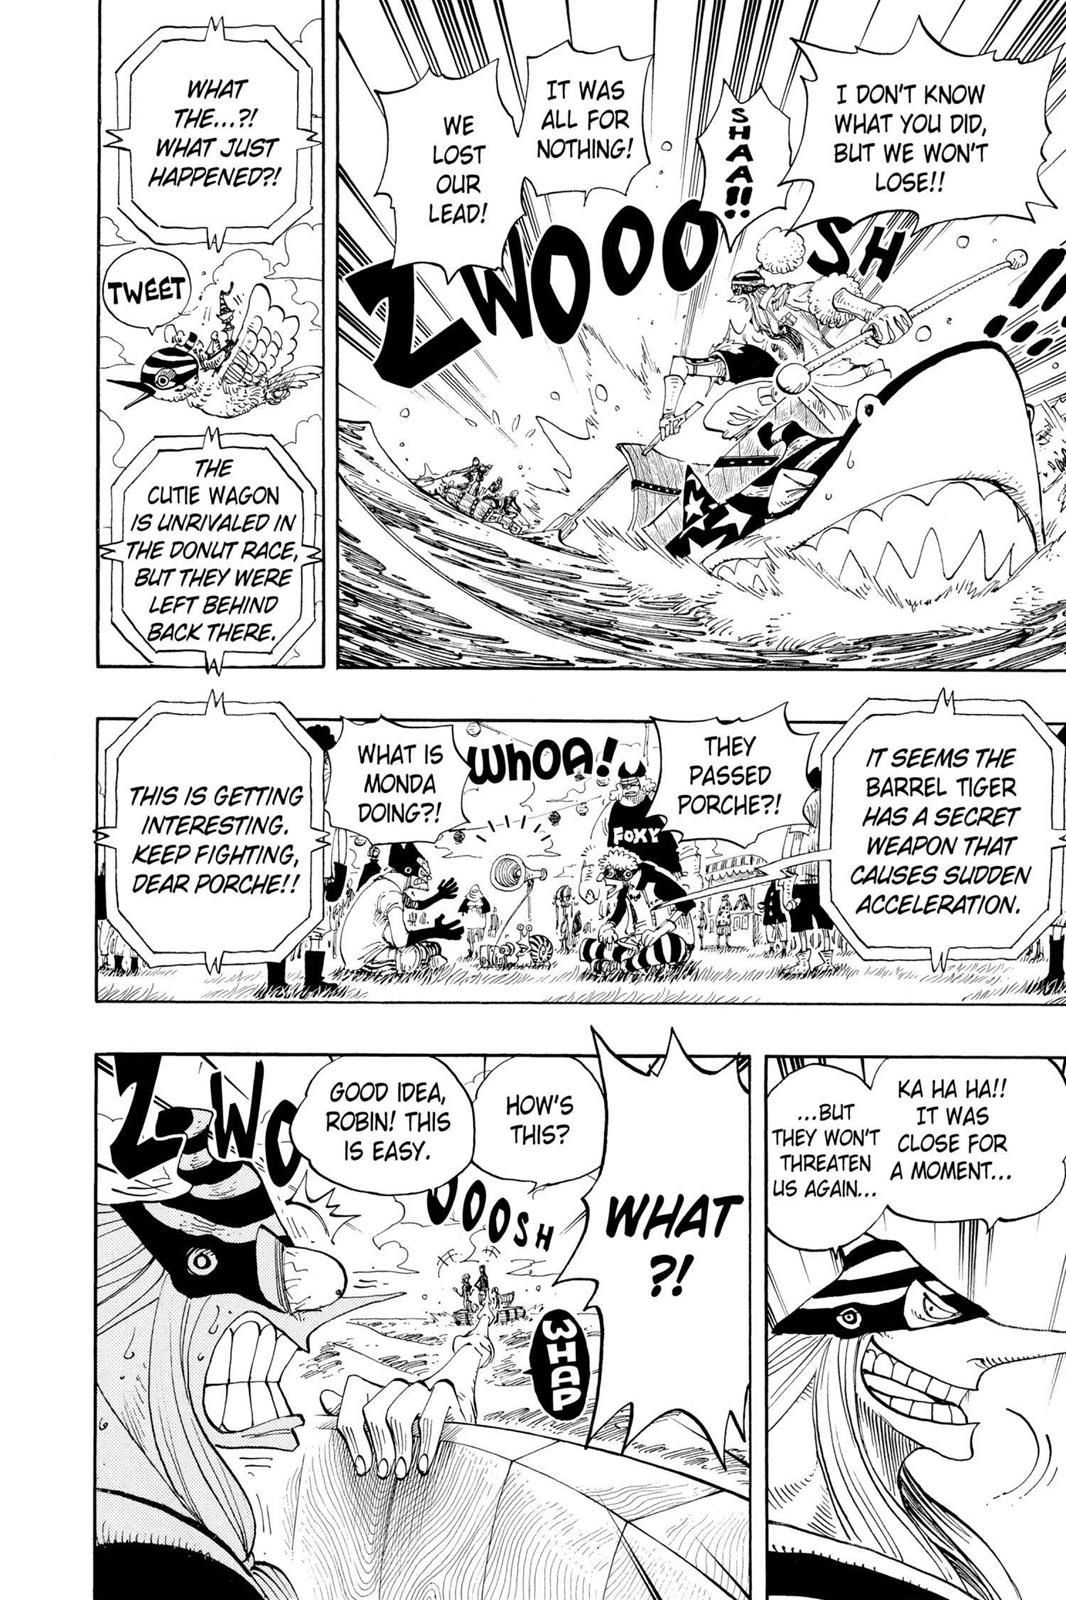 I DON'T KNOW
WHAT YOU DID,
BUT WE WON'T
LOSE!!
SHAA!!
IT WAS
ALL FOR
NOTHING!
WE
LOST
OUR
LEAD!
ZWOOOOSH
!!!
WHAT
THE...?!
WHAT JUST
HAPPENED?!
TWEET
THE
CUTIE WAGON
IS UNRIVALED IN
THE DONUT RACE,
BUT THEY WERE
LEFT BEHIND
BACK THERE.
IT SEEMS THE
BARREL TIGER
HAS A SECRET
WEAPON THAT
CAUSES SUDDEN
ACCELERATION.
THEY
PASSED
PORCHE?!
FOXY
WHOA!
WHAT IS
MONDA
DOING?!
THIS IS GETTING
INTERESTING.
KEEP FIGHTING,
DEAR PORCHE!!
KA HA HA!!
IT WAS
CLOSE FOR
A MOMENT...
...BUT
THEY WON'T
THREATEN
US AGAIN...
WHAT
?!
HOW'S
THIS?
GOOD IDEA,
ROBIN! THIS
IS EASY.
ZWOOOOSH
WHAP